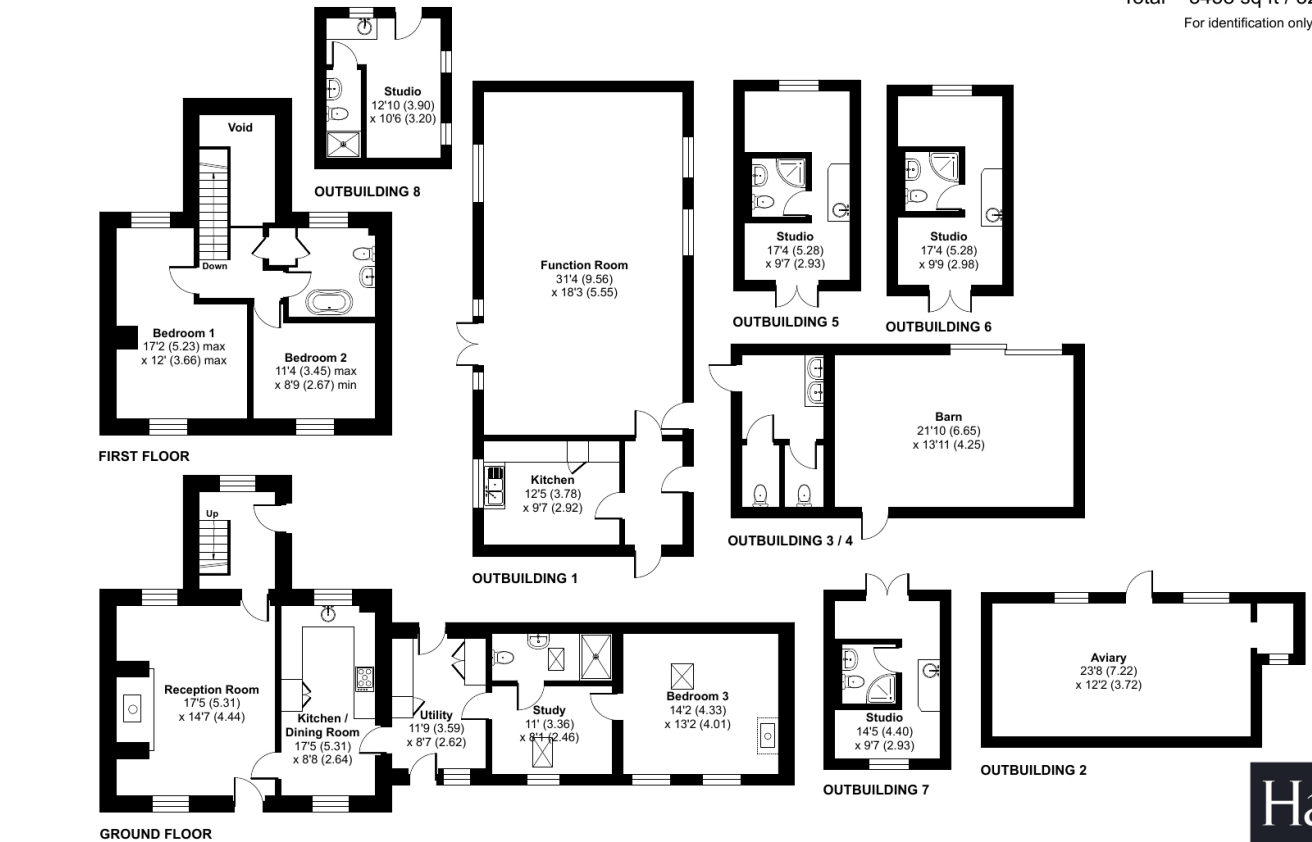 For identification only
Studio
12'10 (3.90)
x 10'6 (3.20)
OUTBUILDING 8
Void
Down
Bedroom 1
17'2 (5.23) max
x 12' (3.66) max
Bedroom 2
11'4 (3.45) max
x 8'9 (2.67) min
FIRST FLOOR
Function Room
31'4 (9.56)
x 18'3 (5.55)
Kitchen
12'5 (3.78)
x 9'7 (2.92)
OUTBUILDING 1
Studio
17'4 (5.28)
x 9'7 (2.93)
OUTBUILDING 5
Studio
17'4 (5.28)
x 9'9 (2.98)
OUTBUILDING 6
Barn
21'10 (6.65)
x 13'11 (4.25)
OUTBUILDING 3 / 4
Up
Reception Room
17'5 (5.31)
x 14'7 (4.44)
Kitchen /
Dining Room
17'5 (5.31)
x 8'8 (2.64)
Utility
11'9 (3.59)
x 8'7 (2.62)
Study
11' (3.36)
x 8'1 (2.46)
Bedroom 3
14'2 (4.33)
x 13'2 (4.01)
GROUND FLOOR
Studio
14'5 (4.40)
x 9'7 (2.93)
OUTBUILDING 7
Aviary
23'8 (7.22)
x 12'2 (3.72)
OUTBUILDING 2